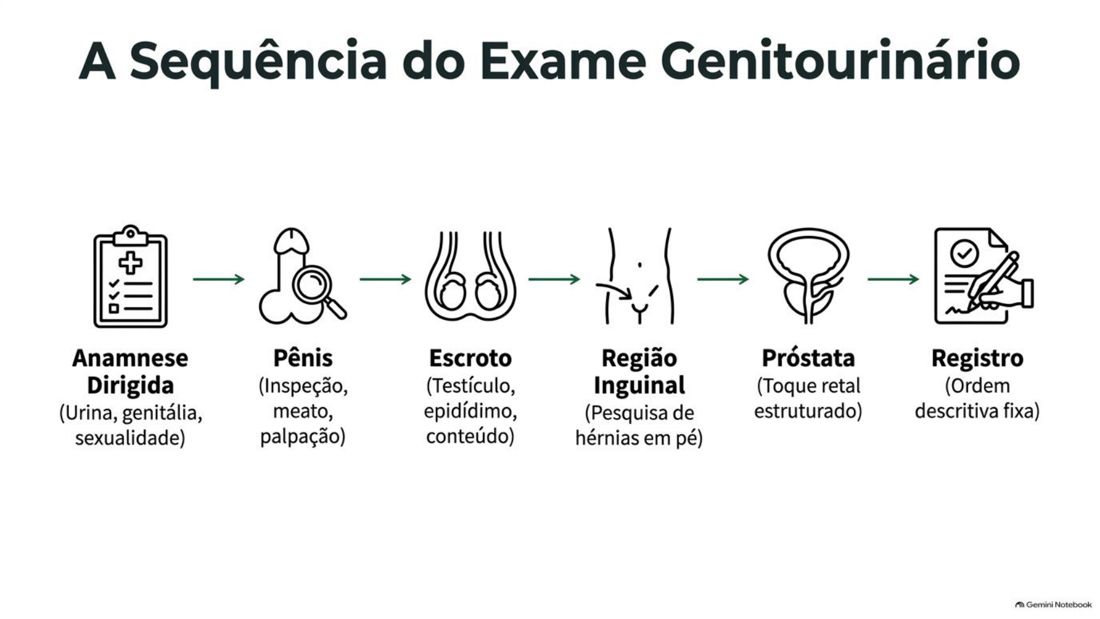 A Sequência do Exame Genitourinário
Anamnese
Dirigida
(Urina, genitália,
sexualidade)
Pênis
(Inspeção,
meato,
palpação)
Escroto
(Testículo,
epidídimo,
conteúdo)
Região
Inguinal
(Pesquisa de
hérnias em pé)
Próstata
(Toque retal
estruturado)
Registro
(Ordem
descritiva fixa)
Gemini Notebook